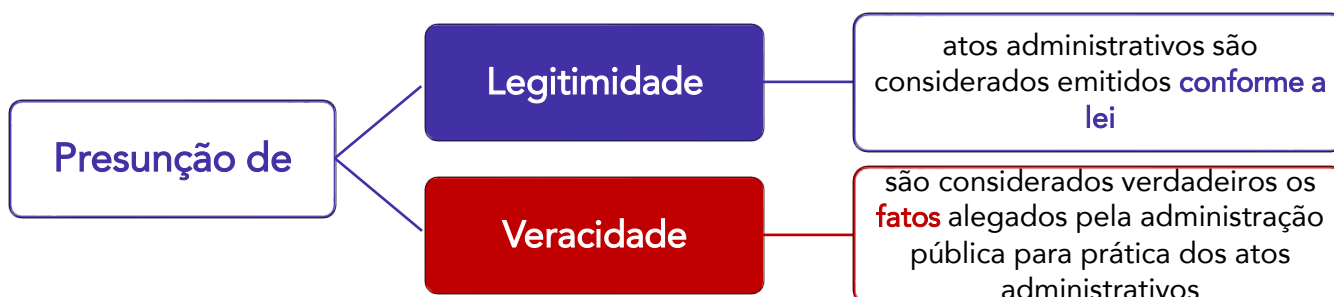 Presunção de
Legitimidade
atos administrativos são
considerados emitidos conforme a
lei
Veracidade
são considerados verdadeiros os
fatos alegados pela administração
pública para prática dos atos
administrativos